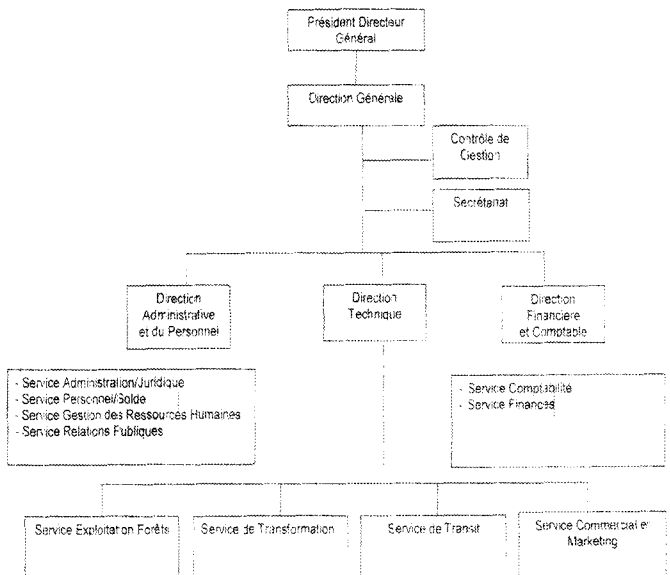 Président Directeur
Général
Direction Générale
Contrôle de
Gestion
Secrétariat
Direction
Administrative
et du Personnel
Direction
Technique
Direction
Financière
et Comptable
- Service Administration/Juridique
- Service Personnel/Solde
- Service Gestion des Ressources Humaines
- Service Relations Publiques
- Service Comptabilité
- Service Finances
Service Exploitation Forêts
Service de Transformation
Service de Transit
Service Commercial et
Marketing